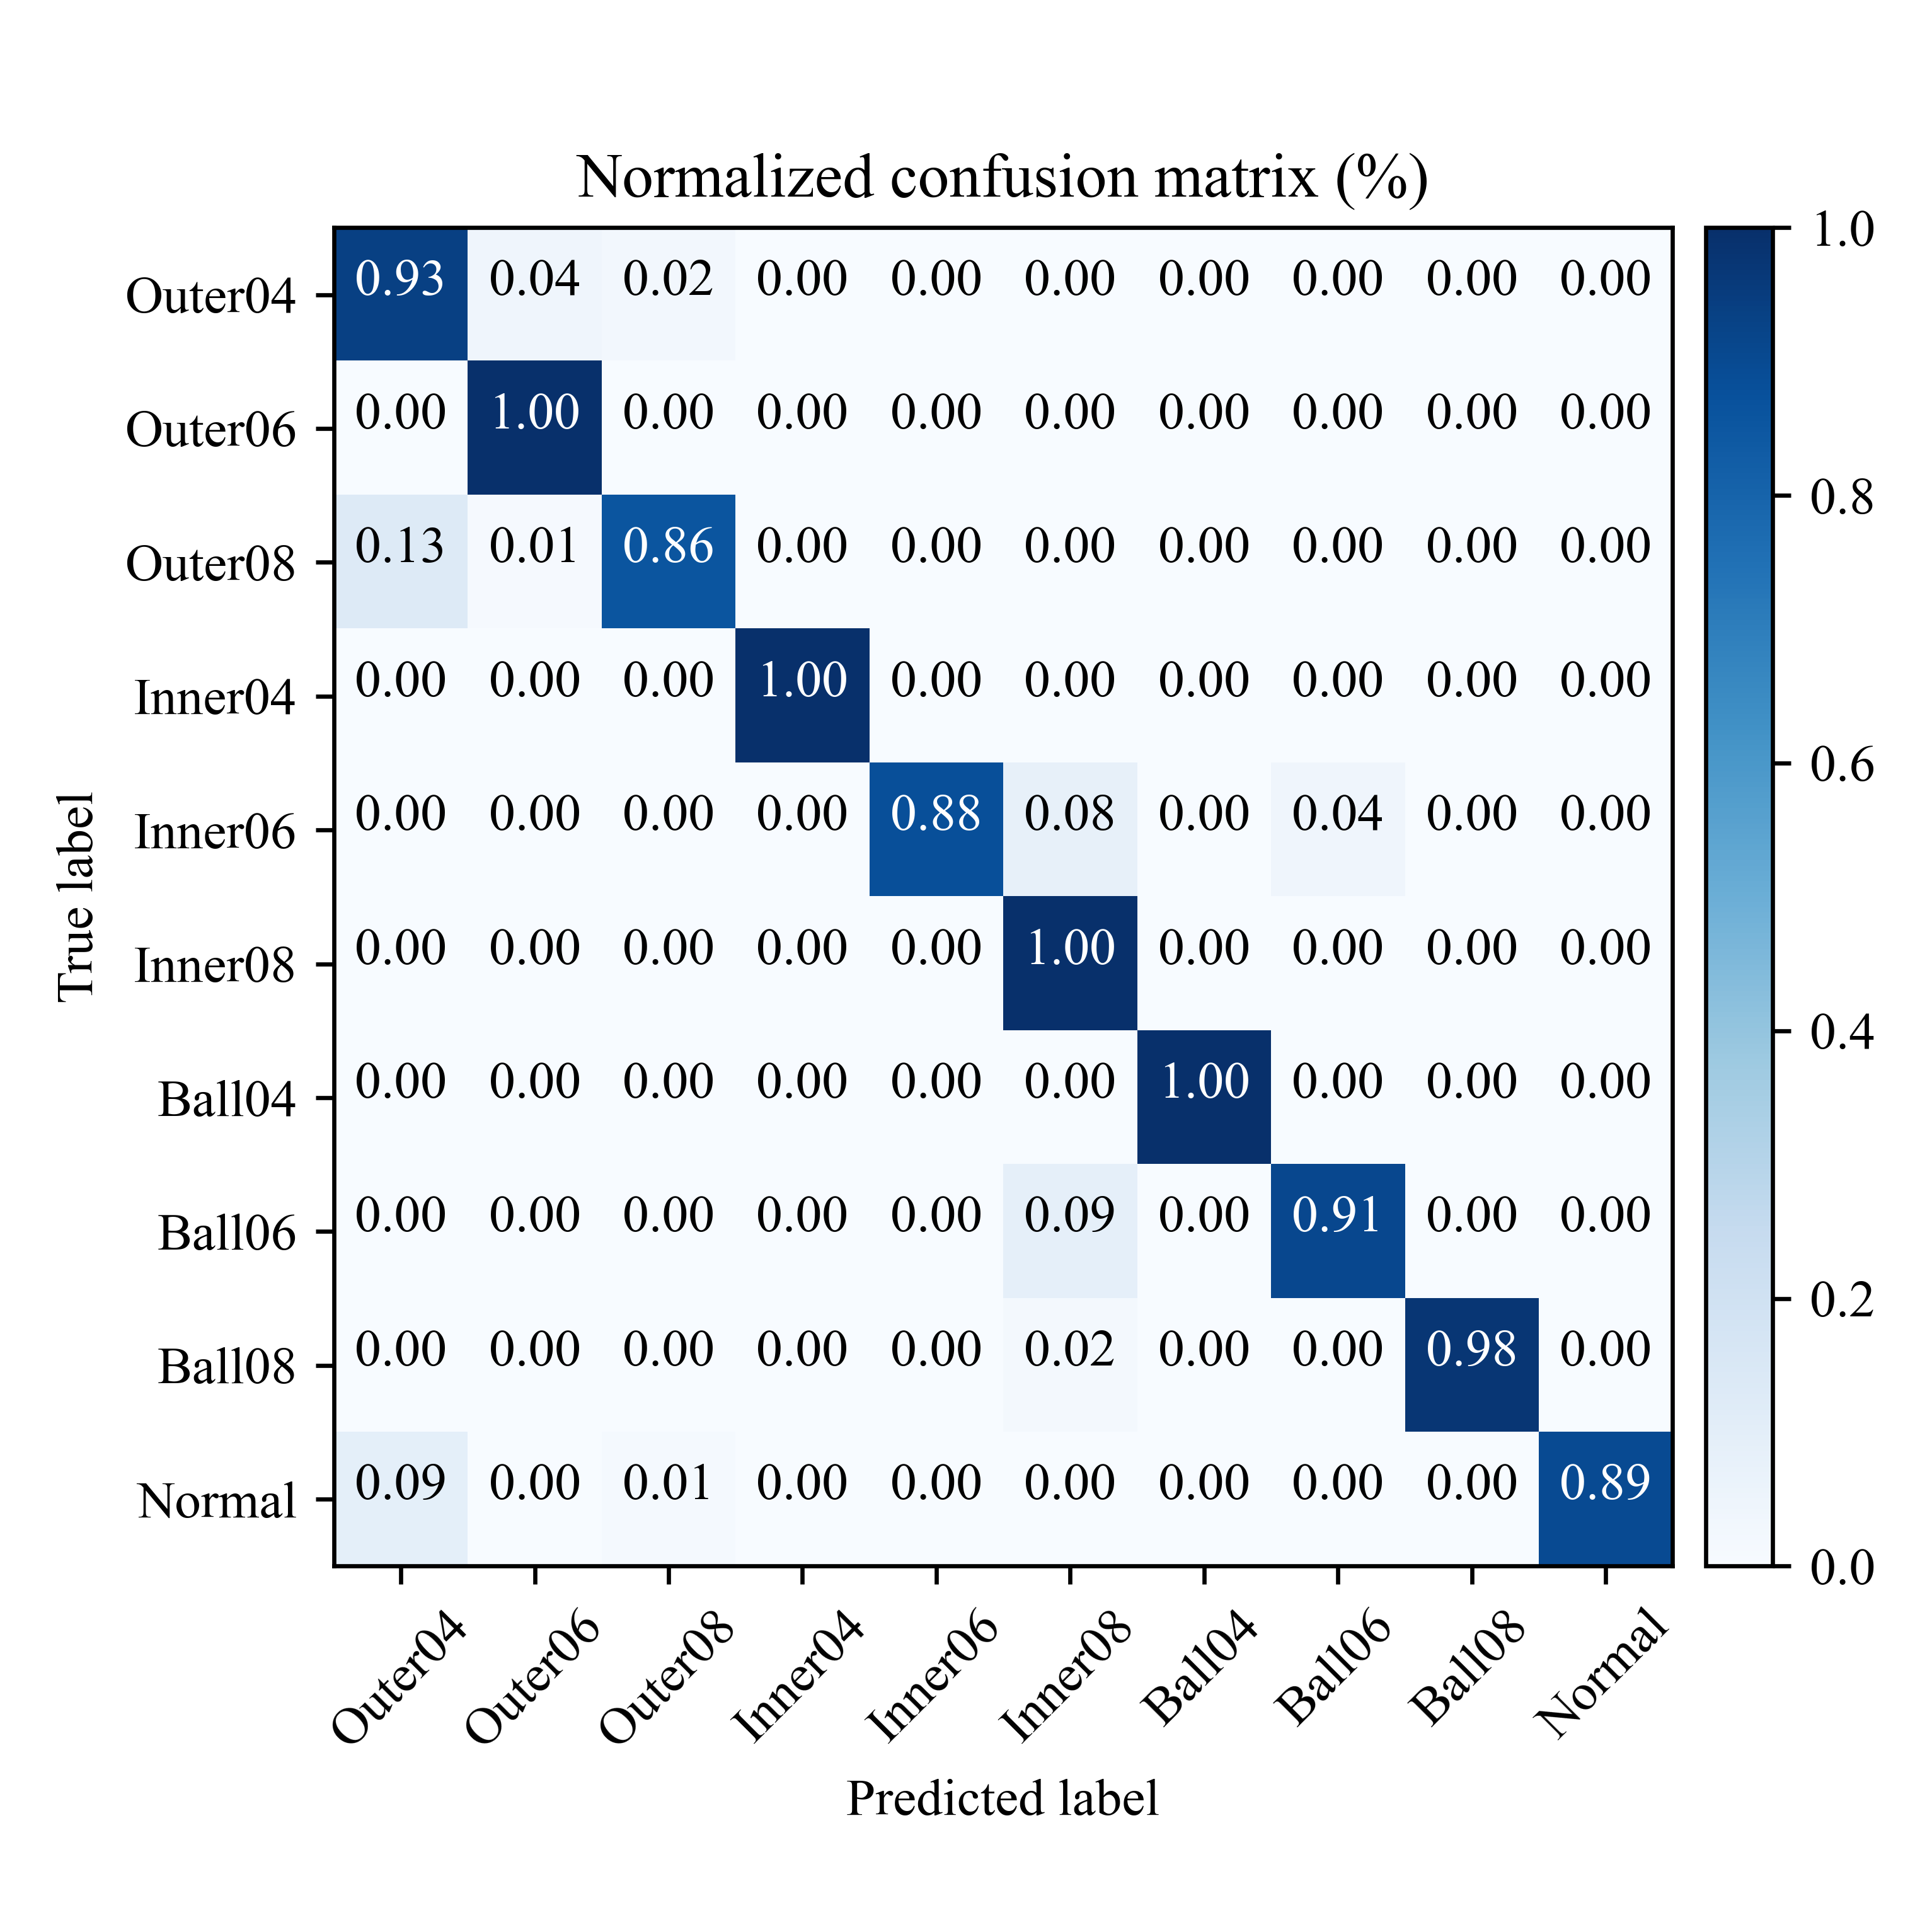 Normalized confusion matrix (%)
Outer04 0.93 0.04 0.02 0.00 0.00 0.00 0.00 0.00 0.00 0.00
Outer06 0.00 1.00 0.00 0.00 0.00 0.00 0.00 0.00 0.00 0.00
Outer08 0.13 0.01 0.86 0.00 0.00 0.00 0.00 0.00 0.00 0.00
Inner04 0.00 0.00 0.00 1.00 0.00 0.00 0.00 0.00 0.00 0.00
Inner06 0.00 0.00 0.00 0.00 0.88 0.08 0.00 0.04 0.00 0.00
Inner08 0.00 0.00 0.00 0.00 0.00 1.00 0.00 0.00 0.00 0.00
Ball04 0.00 0.00 0.00 0.00 0.00 0.00 1.00 0.00 0.00 0.00
Ball06 0.00 0.00 0.00 0.00 0.00 0.09 0.00 0.91 0.00 0.00
Ball08 0.00 0.00 0.00 0.00 0.00 0.02 0.00 0.00 0.98 0.00
Normal 0.09 0.00 0.01 0.00 0.00 0.00 0.00 0.00 0.00 0.89
Outer04 Outer06 Outer08 Inner04 Inner06 Inner08 Ball04 Ball06 Ball08 Normal
Predicted label
True label
1.0
0.8
0.6
0.4
0.2
0.0